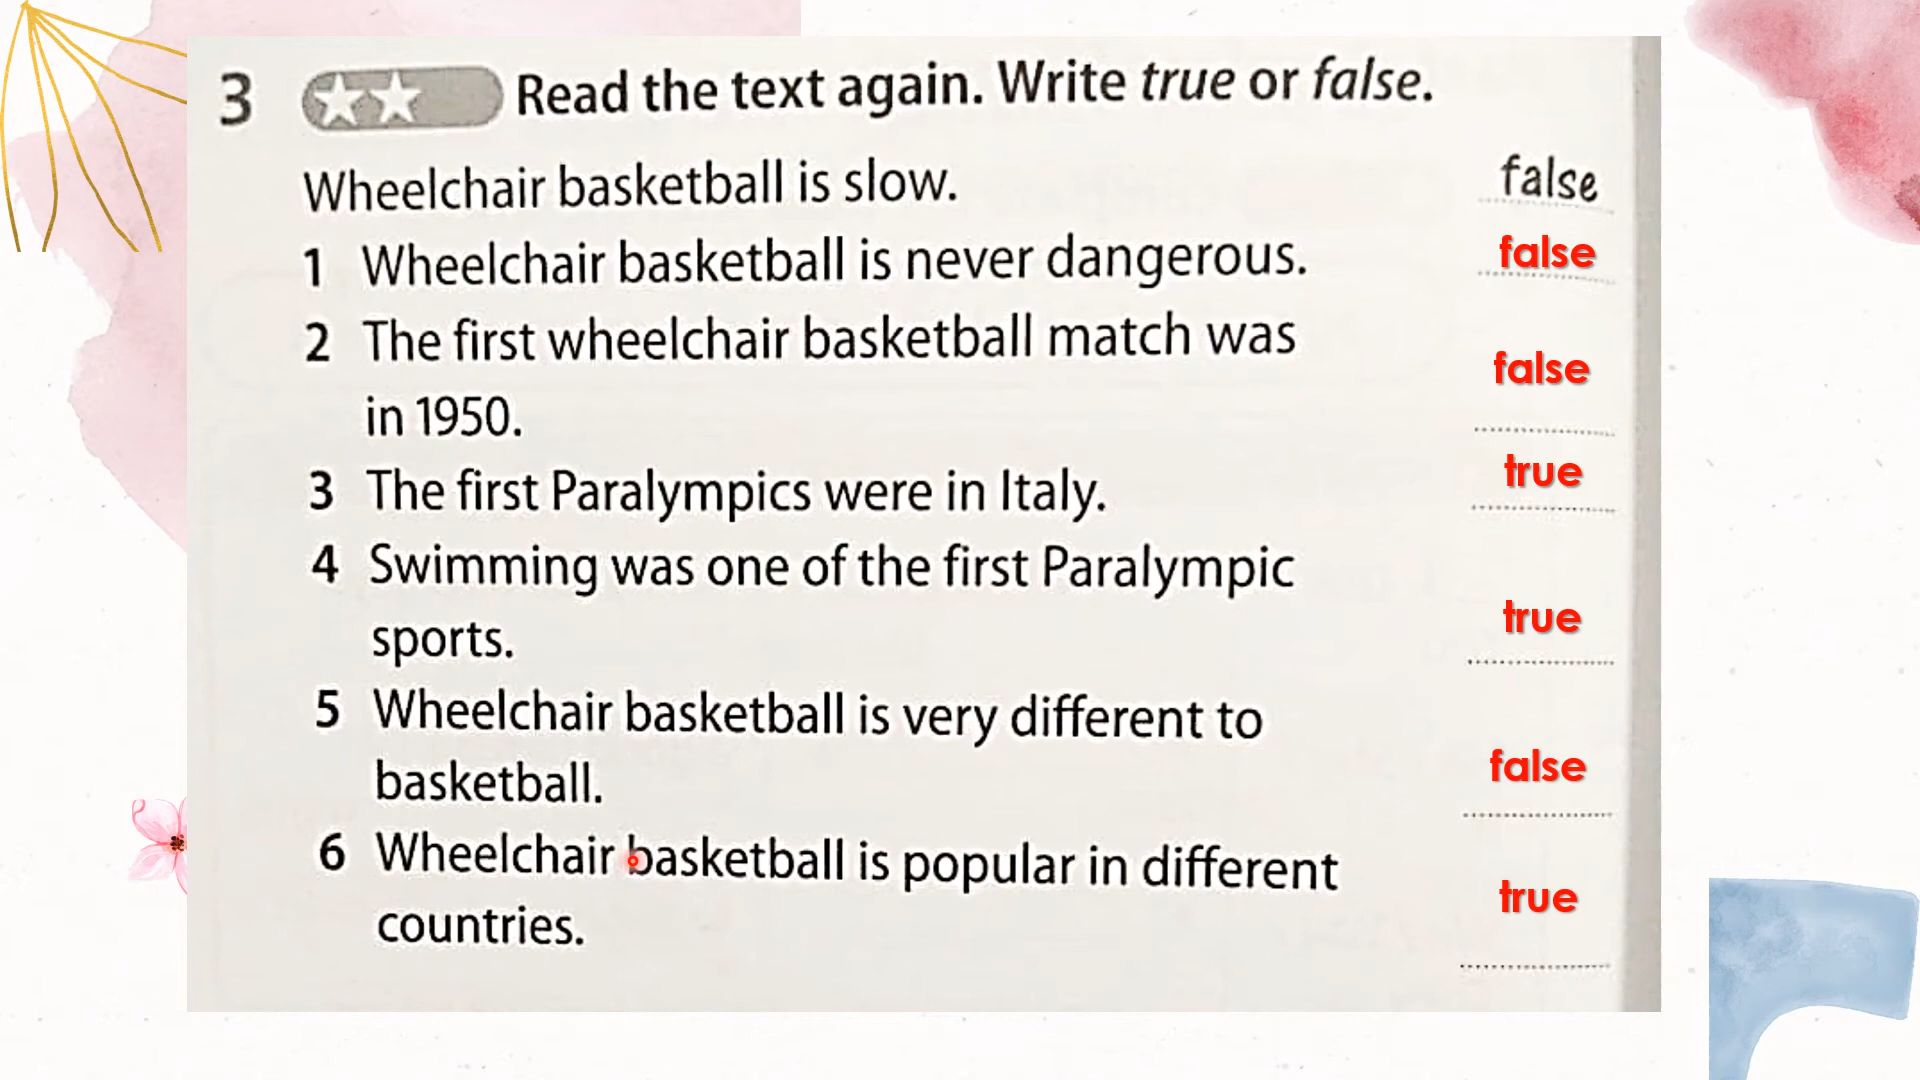 3 Read the text again. Write true or false.
Wheelchair basketball is slow. false
1 Wheelchair basketball is never dangerous. false
2 The first wheelchair basketball match was
in 1950. false
3 The first Paralympics were in Italy. true
4 Swimming was one of the first Paralympic
sports. true
5 Wheelchair basketball is very different to
basketball. false
6 Wheelchair basketball is popular in different
countries. true